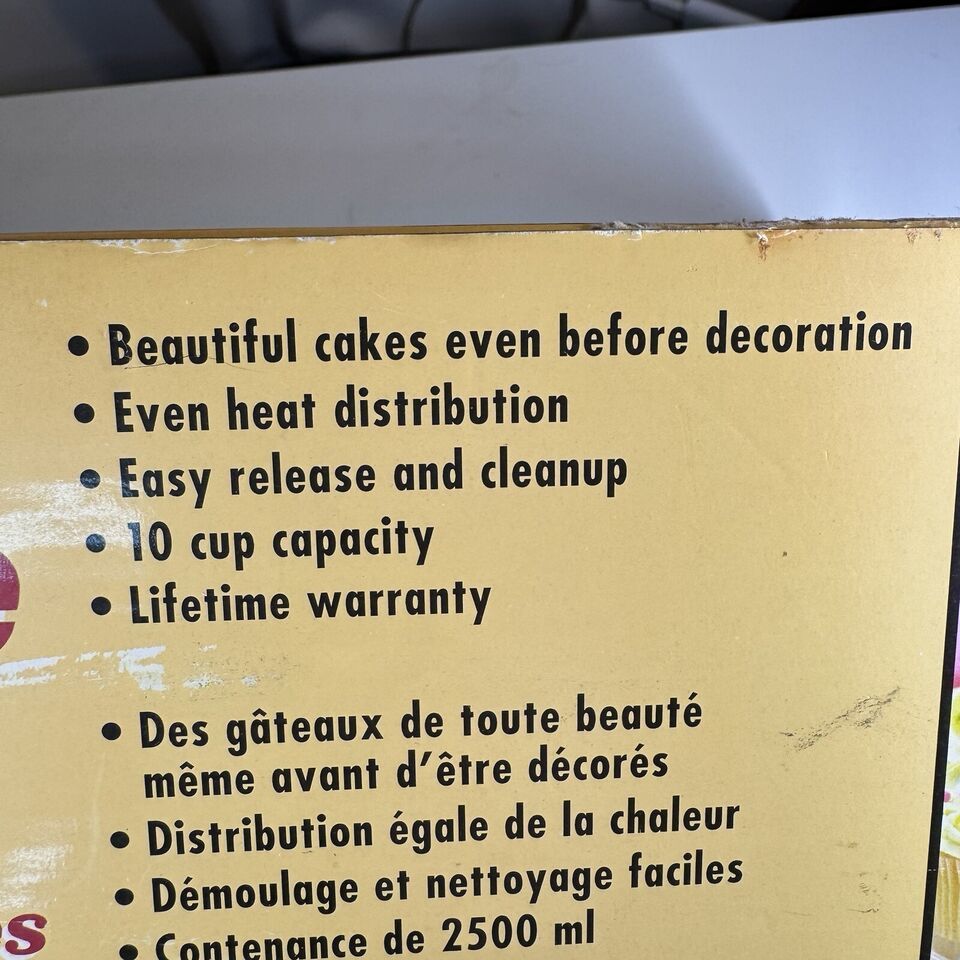 • Beautiful cakes even before decoration
• Even heat distribution
• Easy release and cleanup
• 10 cup capacity
• Lifetime warranty
• Des gâteaux de toute beauté
même avant d'être décorés
• Distribution égale de la chaleur
• Démoulage et nettoyage faciles
• Contenance de 2500 ml